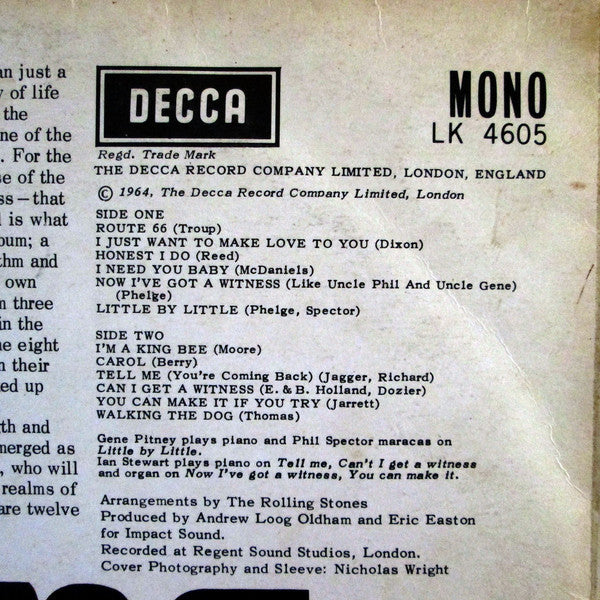 an just a
y of life
the
ne of the
. For the
se of the
ss — that
l is what
bum; a
thm and
own
m three
in the
he eight
n their
ked up
rth and
merged as
, who will
realms of
are twelve
DECCA
MONO
LK 4605
Regd. Trade Mark
THE DECCA RECORD COMPANY LIMITED, LONDON, ENGLAND
© 1964, The Decca Record Company Limited, London
SIDE ONE
ROUTE 66 (Troup)
I JUST WANT TO MAKE LOVE TO YOU (Dixon)
HONEST I DO (Reed)
I NEED YOU BABY (McDaniels)
NOW I'VE GOT A WITNESS (Like Uncle Phil And Uncle Gene)
(Phelge)
LITTLE BY LITTLE (Phelge, Spector)
SIDE TWO
I'M A KING BEE (Moore)
CAROL (Berry)
TELL ME (You're Coming Back) (Jagger, Richard)
CAN I GET A WITNESS (E. & B. Holland, Dozier)
YOU CAN MAKE IT IF YOU TRY (Jarrett)
WALKING THE DOG (Thomas)
Gene Pitney plays piano and Phil Spector maracas on
Little by Little.
Ian Stewart plays piano on Tell me, Can't I get a witness
and organ on Now I've got a witness, You can make it.
Arrangements by The Rolling Stones
Produced by Andrew Loog Oldham and Eric Easton
for Impact Sound.
Recorded at Regent Sound Studios, London.
Cover Photography and Sleeve: Nicholas Wright